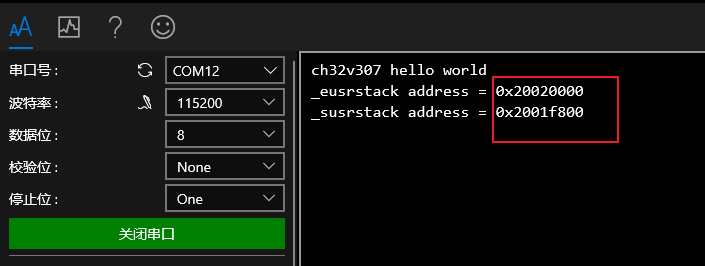 AA
?
串口号：
COM12
波特率：
115200
数据位：
8
校验位：
None
停止位：
One
关闭串口
ch32v307 hello world
_eusrstack address = 0x20020000
_susrstack address = 0x2001f800